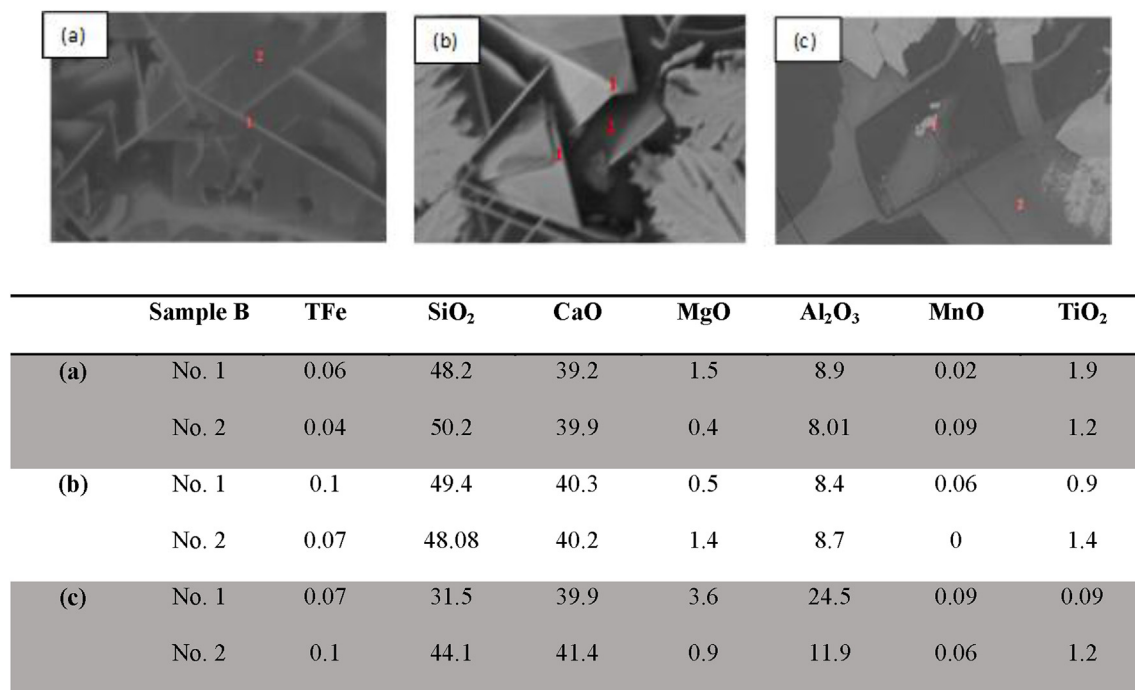 (a) (b) (c)
2
1
1
2
1
1
2
Sample B TFe SiO₂ CaO MgO Al₂O₃ MnO TiO₂
(a) No. 1 0.06 48.2 39.2 1.5 8.9 0.02 1.9
No. 2 0.04 50.2 39.9 0.4 8.01 0.09 1.2
(b) No. 1 0.1 49.4 40.3 0.5 8.4 0.06 0.9
No. 2 0.07 48.08 40.2 1.4 8.7 0 1.4
(c) No. 1 0.07 31.5 39.9 3.6 24.5 0.09 0.09
No. 2 0.1 44.1 41.4 0.9 11.9 0.06 1.2